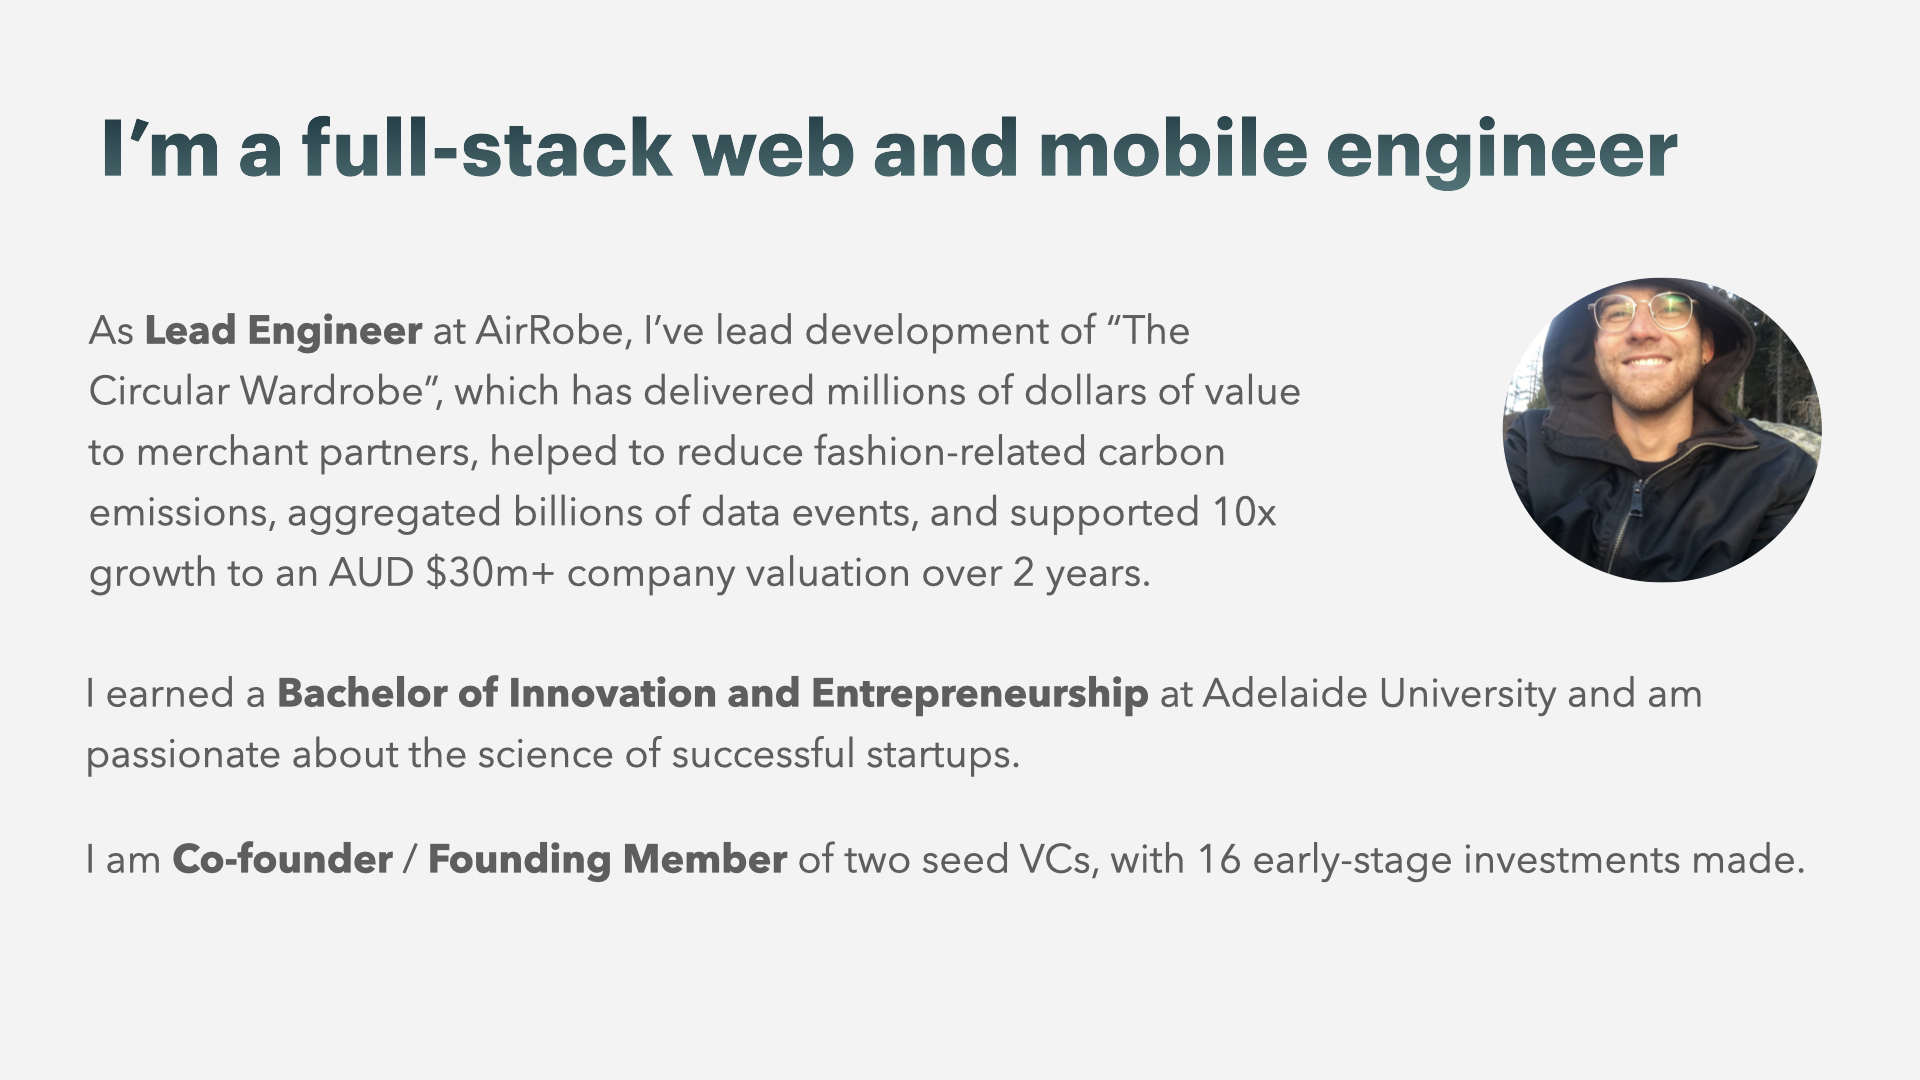 I’m a full-stack web and mobile engineer
As Lead Engineer at AirRobe, I’ve lead development of “The
Circular Wardrobe”, which has delivered millions of dollars of value
to merchant partners, helped to reduce fashion-related carbon
emissions, aggregated billions of data events, and supported 10x
growth to an AUD $30m+ company valuation over 2 years.
I earned a Bachelor of Innovation and Entrepreneurship at Adelaide University and am
passionate about the science of successful startups.
I am Co-founder / Founding Member of two seed VCs, with 16 early-stage investments made.